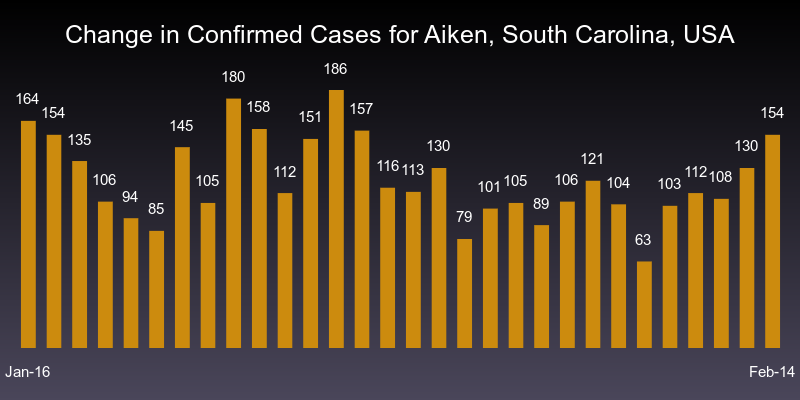 Change in Confirmed Cases for Aiken, South Carolina, USA
164 154 135 106 94 85 145 105 180 158 112 151 186 157 116 113 130 79 101 105 89 106 121 104 63 103 112 108 130 154
Jan-16 Feb-14